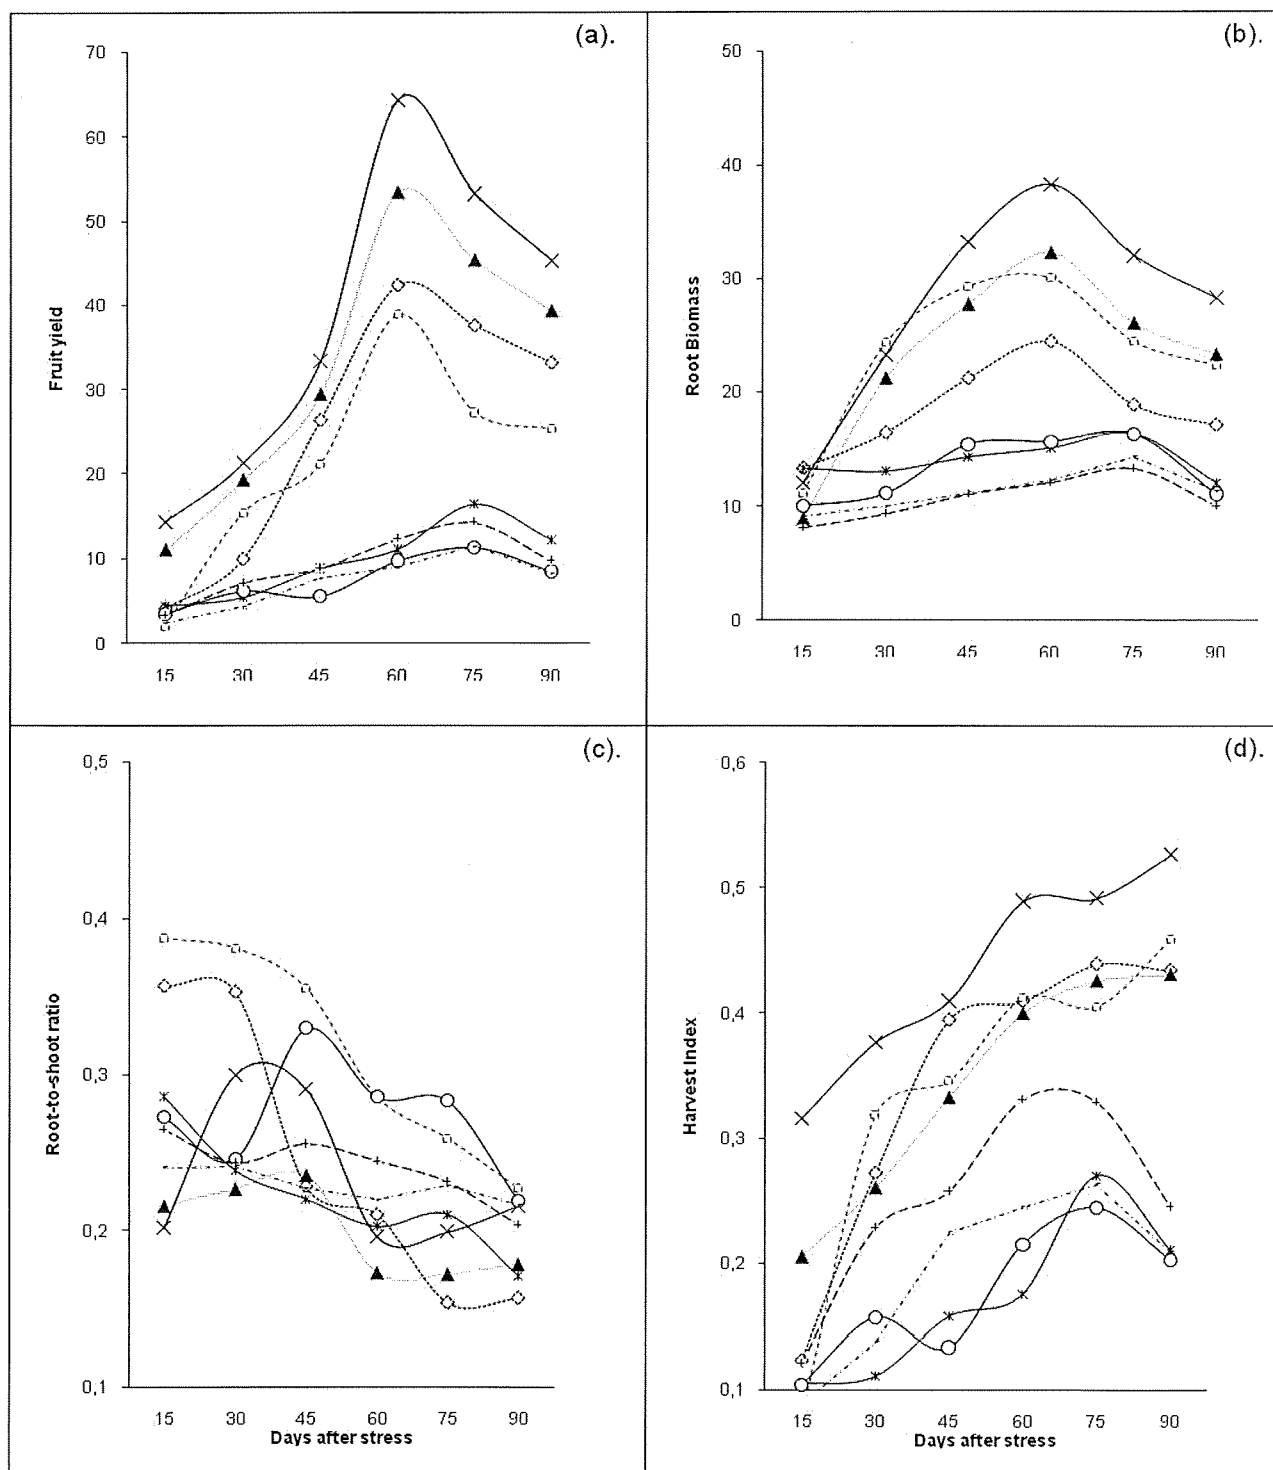 (a).
70
60
50
40
30
20
10
0
Fruit yield
15 30 45 60 75 90
(b).
50
40
30
20
10
0
Root Biomass
15 30 45 60 75 90
(c).
0,5
0,4
0,3
0,2
0,1
Root-to-shoot ratio
15 30 45 60 75 90
Days after stress
(d).
0,6
0,5
0,4
0,3
0,2
0,1
Harvest Index
15 30 45 60 75 90
Days after stress